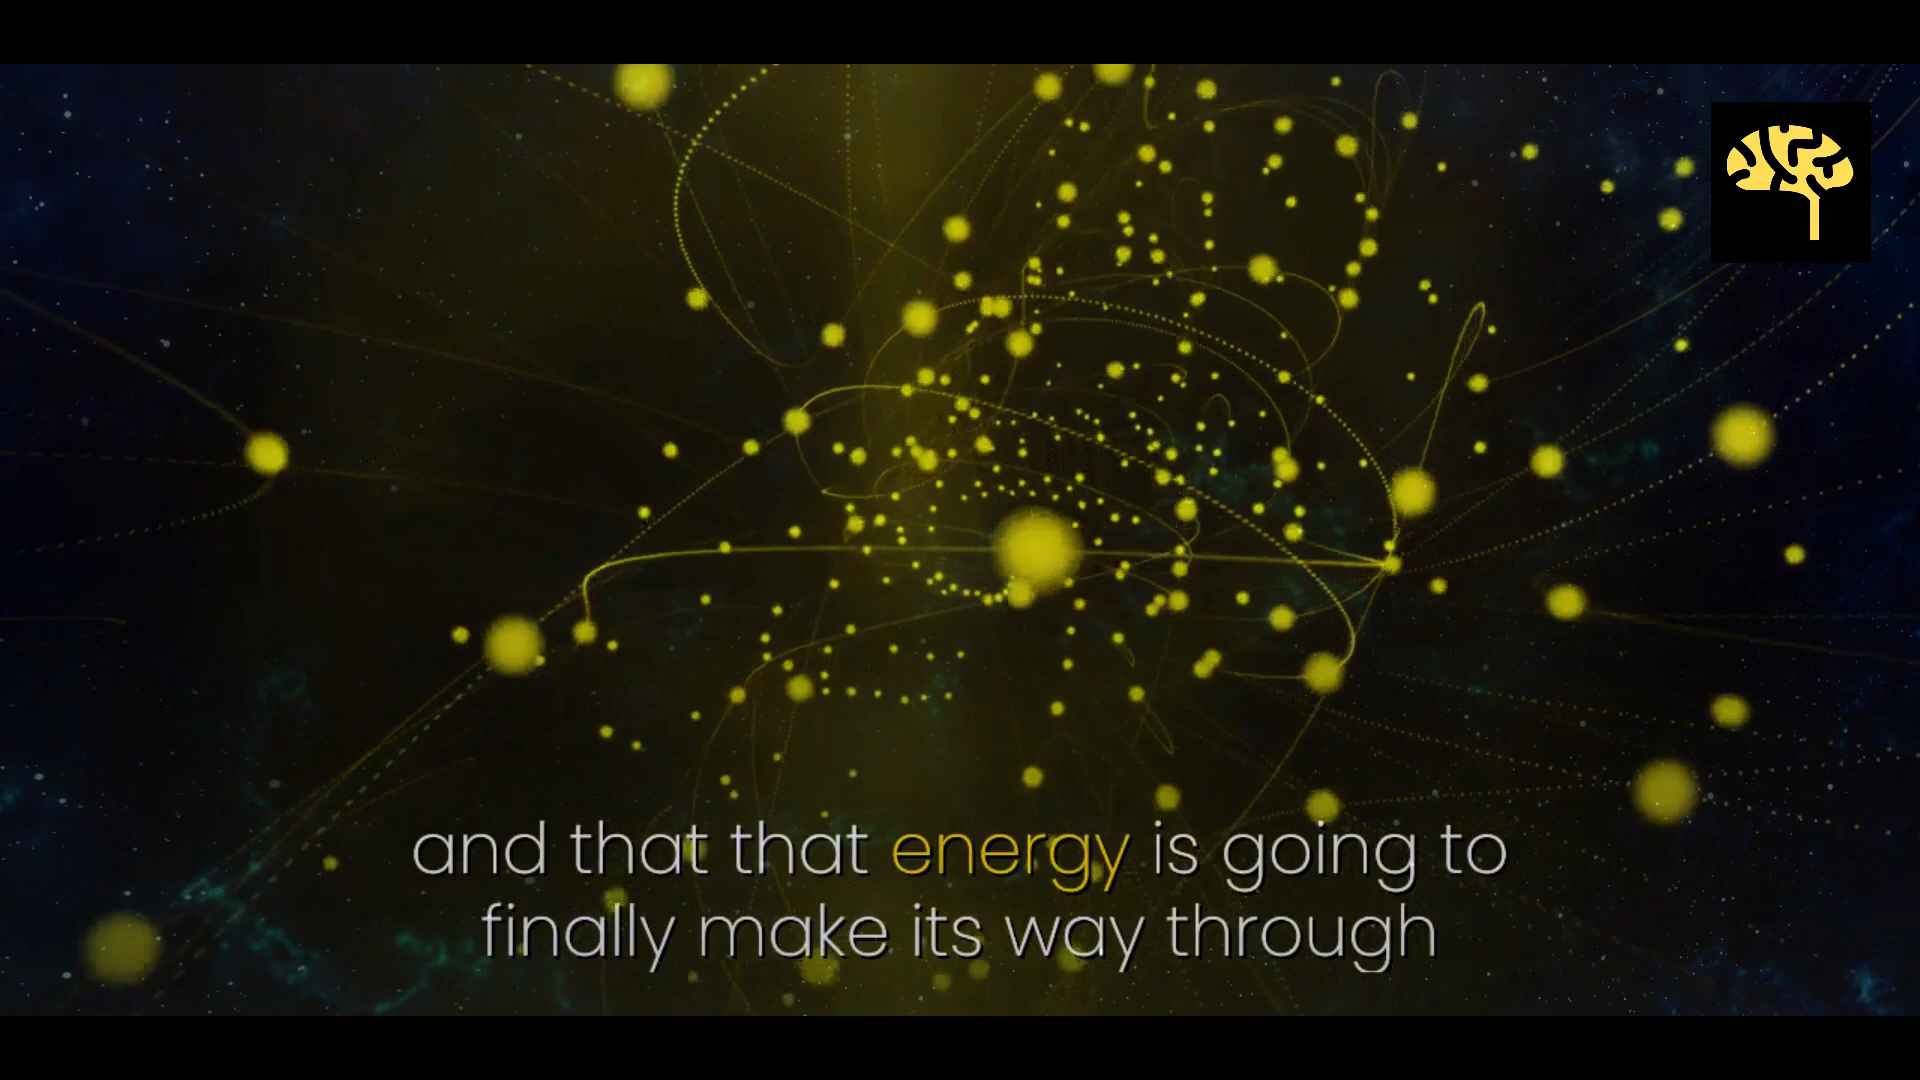 and that that energy is going to
finally make its way through